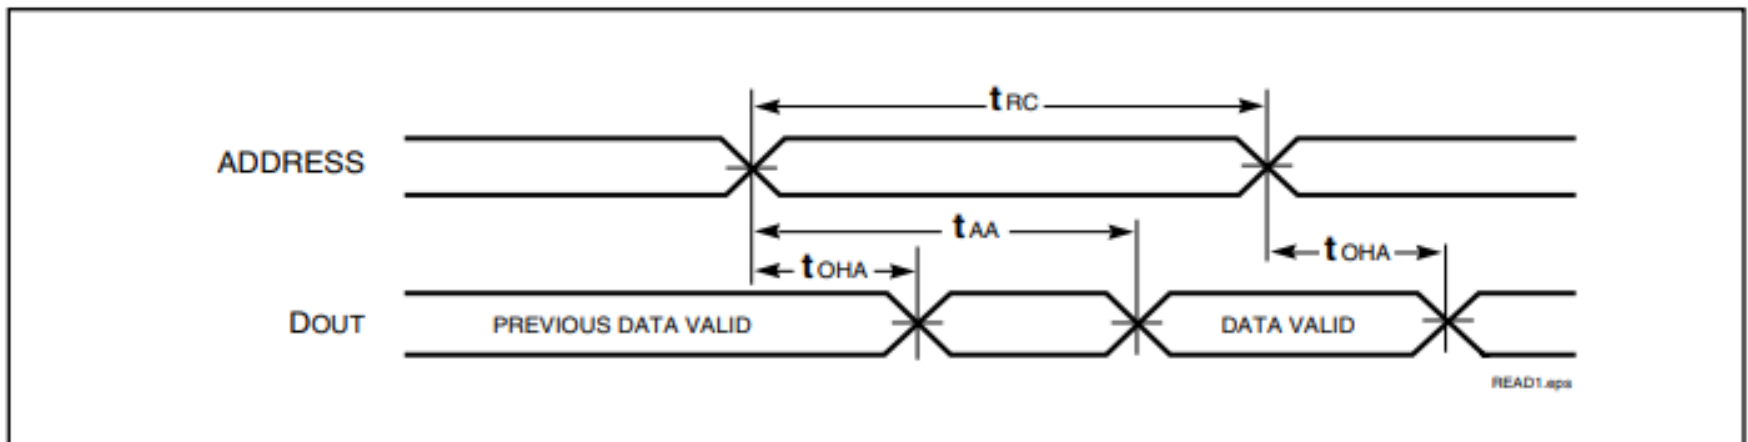 tRC
ADDRESS
tAA
tOHA
tOHA
DOUT
PREVIOUS DATA VALID
DATA VALID
READ1.eps